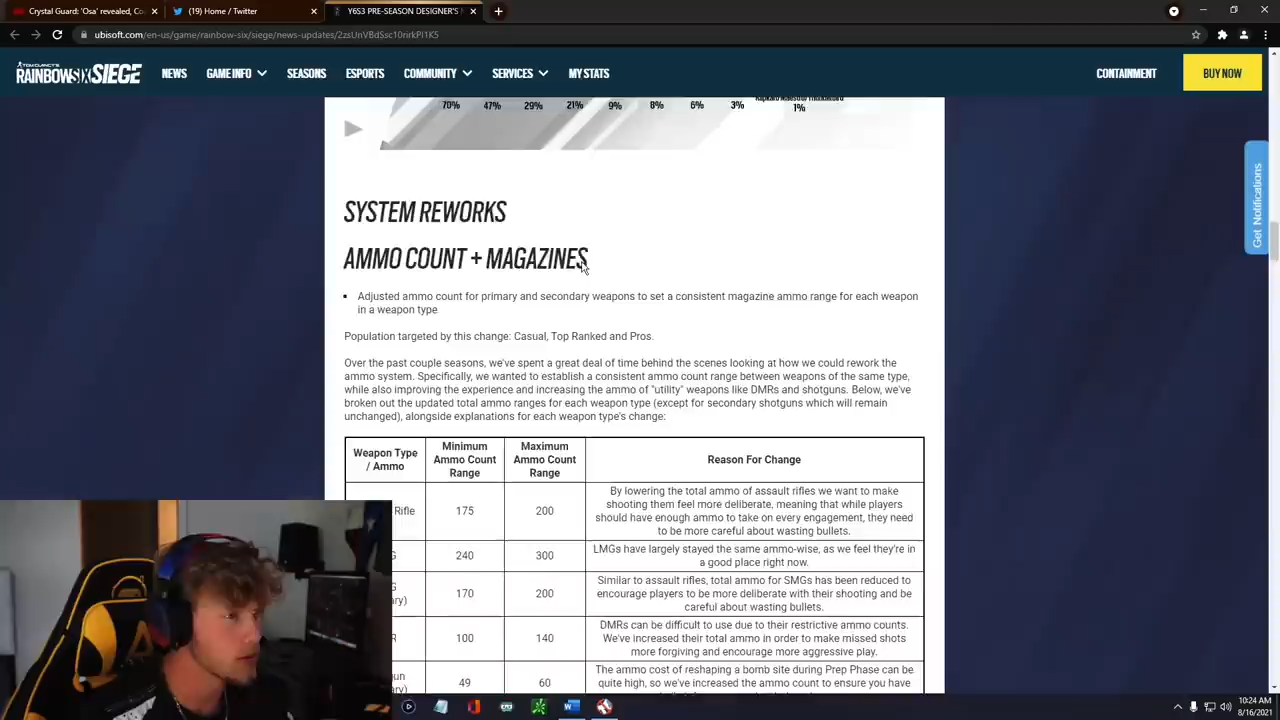 Crystal Guard 'Osa' revealed, Co
(19) Home / Twitter
Y6S3 PRE-SEASON DESIGNER'S N
ubisoft.com/en-us/game/rainbow-six/siege/news-updates/2zsUnVBdSsc10rirkPl1K5
TOM CLANCY'S
RAINBOW SIX SIEGE
NEWS
GAME INFO
SEASONS
ESPORTS
COMMUNITY
SERVICES
MY STATS
CONTAINMENT
BUY NOW
70% 47% 29% 21% 9% 8% 6% 3% 1%
Get Notifications
SYSTEM REWORKS
AMMO COUNT + MAGAZINES
Adjusted ammo count for primary and secondary weapons to set a consistent magazine ammo range for each weapon
in a weapon type
Population targeted by this change: Casual, Top Ranked and Pros.
Over the past couple seasons, we've spent a great deal of time behind the scenes looking at how we could rework the
ammo system. Specifically, we wanted to establish a consistent ammo count range between weapons of the same type,
while also improving the experience and increasing the ammo of "utility" weapons like DMRs and shotguns. Below, we've
broken out the updated total ammo ranges for each weapon type (except for secondary shotguns which will remain
unchanged), alongside explanations for each weapon type's change:
Weapon Type
/ Ammo
Minimum
Ammo Count
Range
Maximum
Ammo Count
Range
Reason For Change
Rifle
175
200
By lowering the total ammo of assault rifles we want to make
shooting them feel more deliberate, meaning that while players
should have enough ammo to take on every engagement, they need
to be more careful about wasting bullets.
G
240
300
LMGs have largely stayed the same ammo-wise, as we feel they're in
a good place right now.
G
ary)
170
200
Similar to assault rifles, total ammo for SMGs has been reduced to
encourage players to be more deliberate with their shooting and be
careful about wasting bullets.
R
100
140
DMRs can be difficult to use due to their restrictive ammo counts.
We've increased their total ammo in order to make missed shots
more forgiving and encourage more aggressive play.
gun
ary)
49
60
The ammo cost of reshaping a bomb site during Prep Phase can be
quite high, so we've increased the ammo count to ensure you have
10:24 AM
8/16/2021